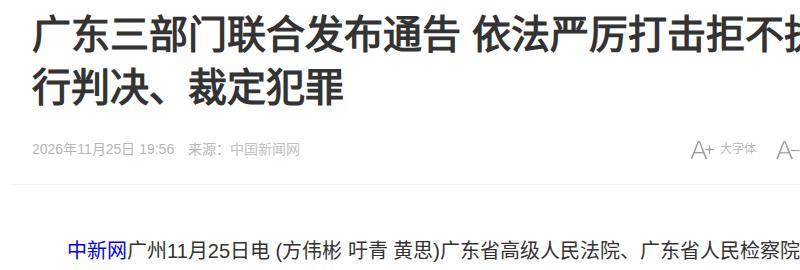 广东三部门联合发布通告 依法严厉打击拒不执
行判决、裁定犯罪
2026年11月25日 19:56 来源：中国新闻网 A+ 大字体 A-
中新网广州11月25日电 (方伟彬 吁青 黄思)广东省高级人民法院、广东省人民检察院